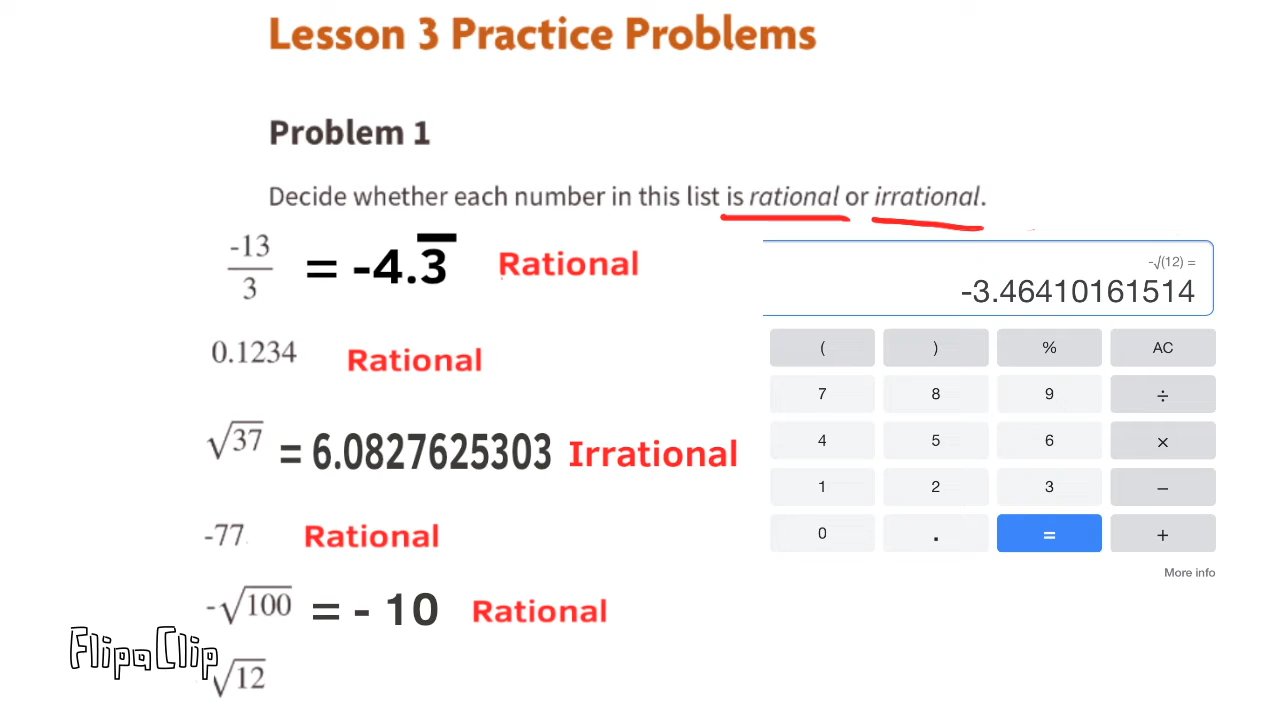 Lesson 3 Practice Problems
Problem 1
Decide whether each number in this list is rational or irrational.
-13/3 = -4.3̅ Rational
0.1234 Rational
√37 = 6.0827625303 Irrational
-77 Rational
-√100 = - 10 Rational
√12
FlipaClip
-√(12) =
-3.46410161514
( ) % AC
7 8 9 ÷
4 5 6 ×
1 2 3 −
0 . = +
More info